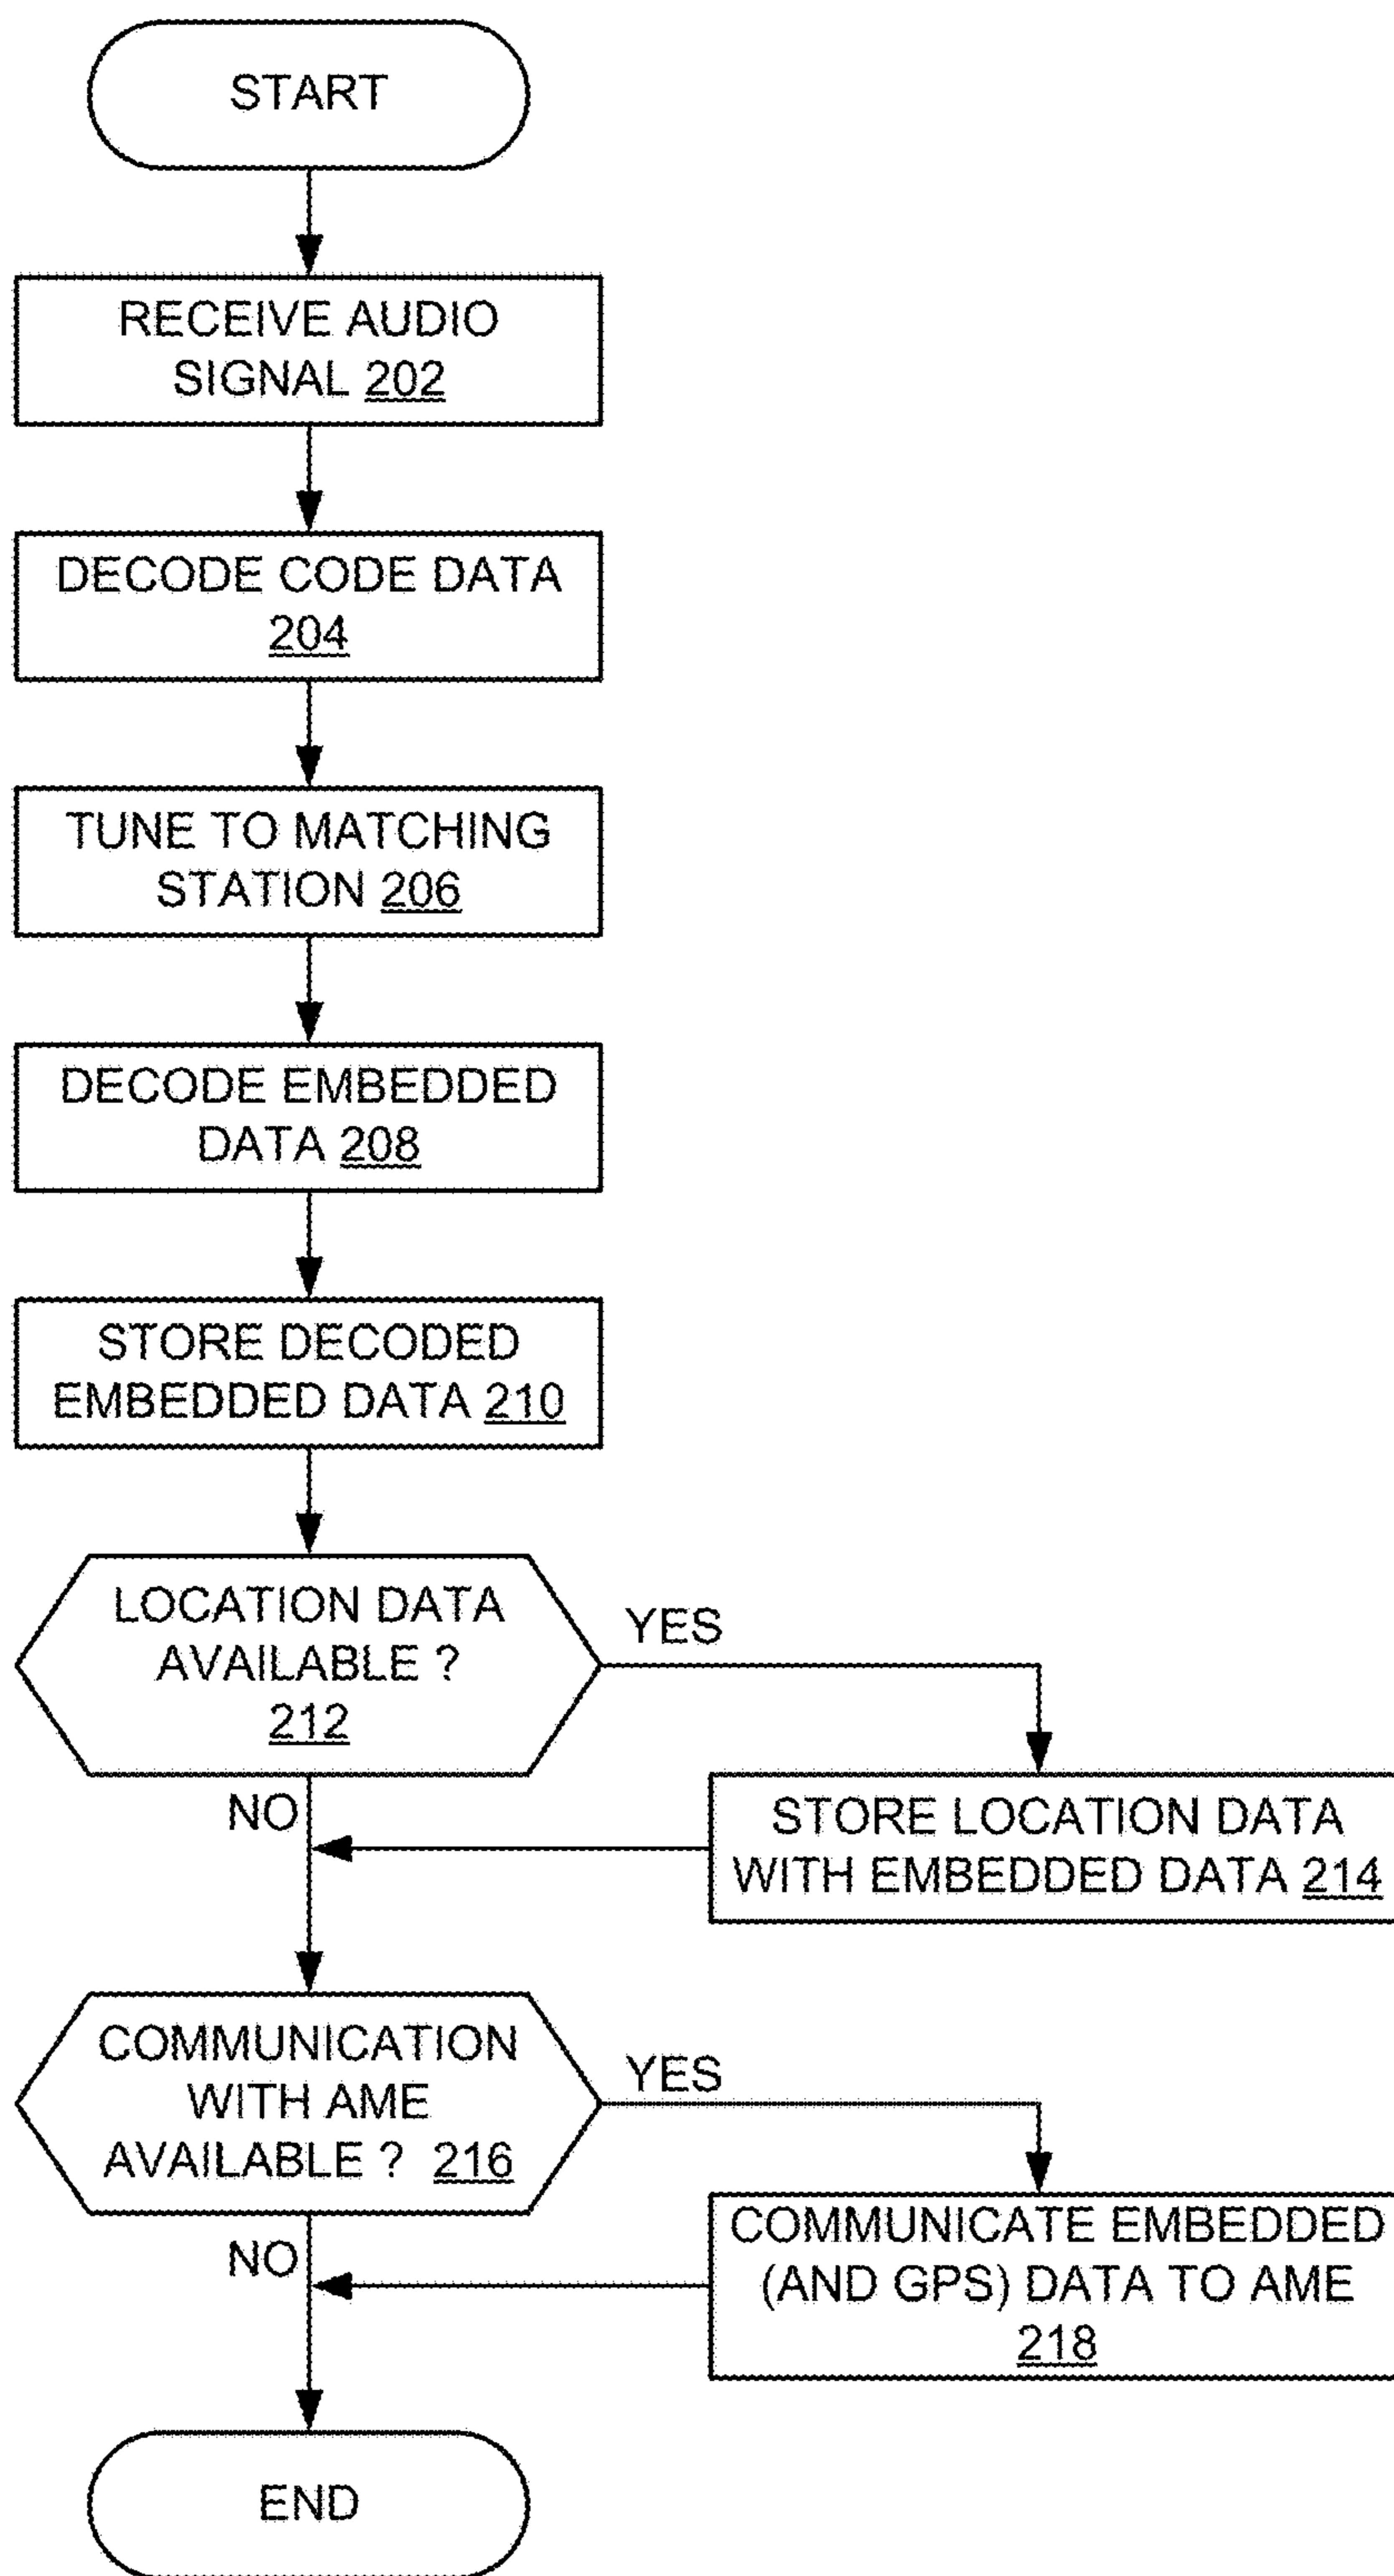 START
RECEIVE AUDIO
SIGNAL 202
DECODE CODE DATA
204
TUNE TO MATCHING
STATION 206
DECODE EMBEDDED
DATA 208
STORE DECODED
EMBEDDED DATA 210
LOCATION DATA
AVAILABLE ?
212
YES
NO
STORE LOCATION DATA
WITH EMBEDDED DATA 214
COMMUNICATION
WITH AME
AVAILABLE ? 216
YES
NO
COMMUNICATE EMBEDDED
(AND GPS) DATA TO AME
218
END